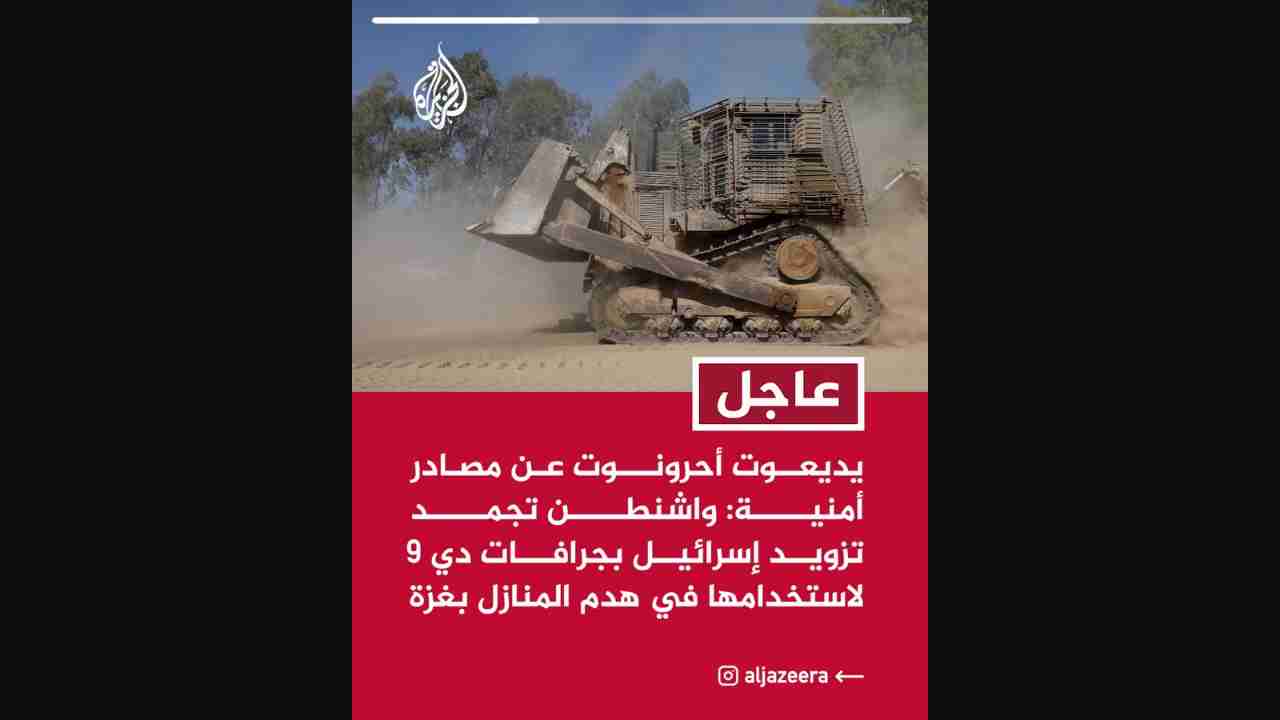 الجزيرة
عاجل
يديعوت أحرونوت عن مصادر
أمنية: واشنطن تجمد
تزويد إسرائيل بجرافات دي 9
لاستخدامها في هدم المنازل بغزة
aljazeera